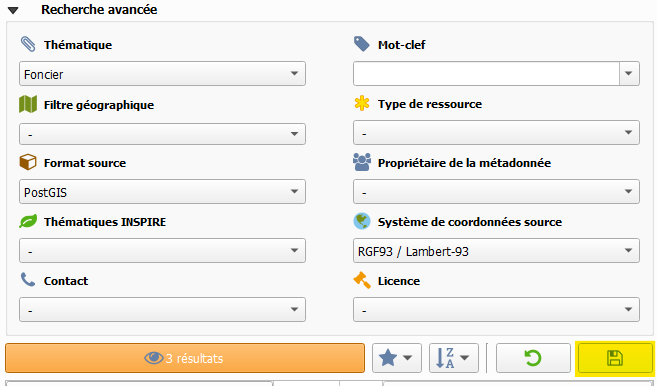 Recherche avancée
Thématique
Mot-clef
Foncier
Filtre géographique
Type de ressource
-
-
Format source
Propriétaire de la métadonnée
PostGIS
-
Thématiques INSPIRE
Système de coordonnées source
-
RGF93 / Lambert-93
Contact
Licence
-
-
3 résultats
Z
A